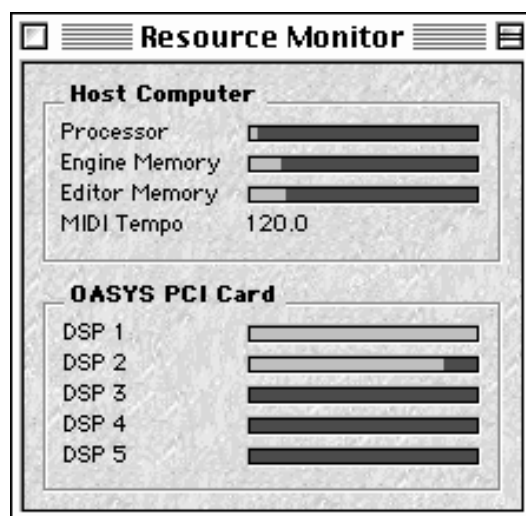 Resource Monitor
Host Computer
Processor
Engine Memory
Editor Memory
MIDI Tempo 120.0
OASYS PCI Card
DSP 1
DSP 2
DSP 3
DSP 4
DSP 5